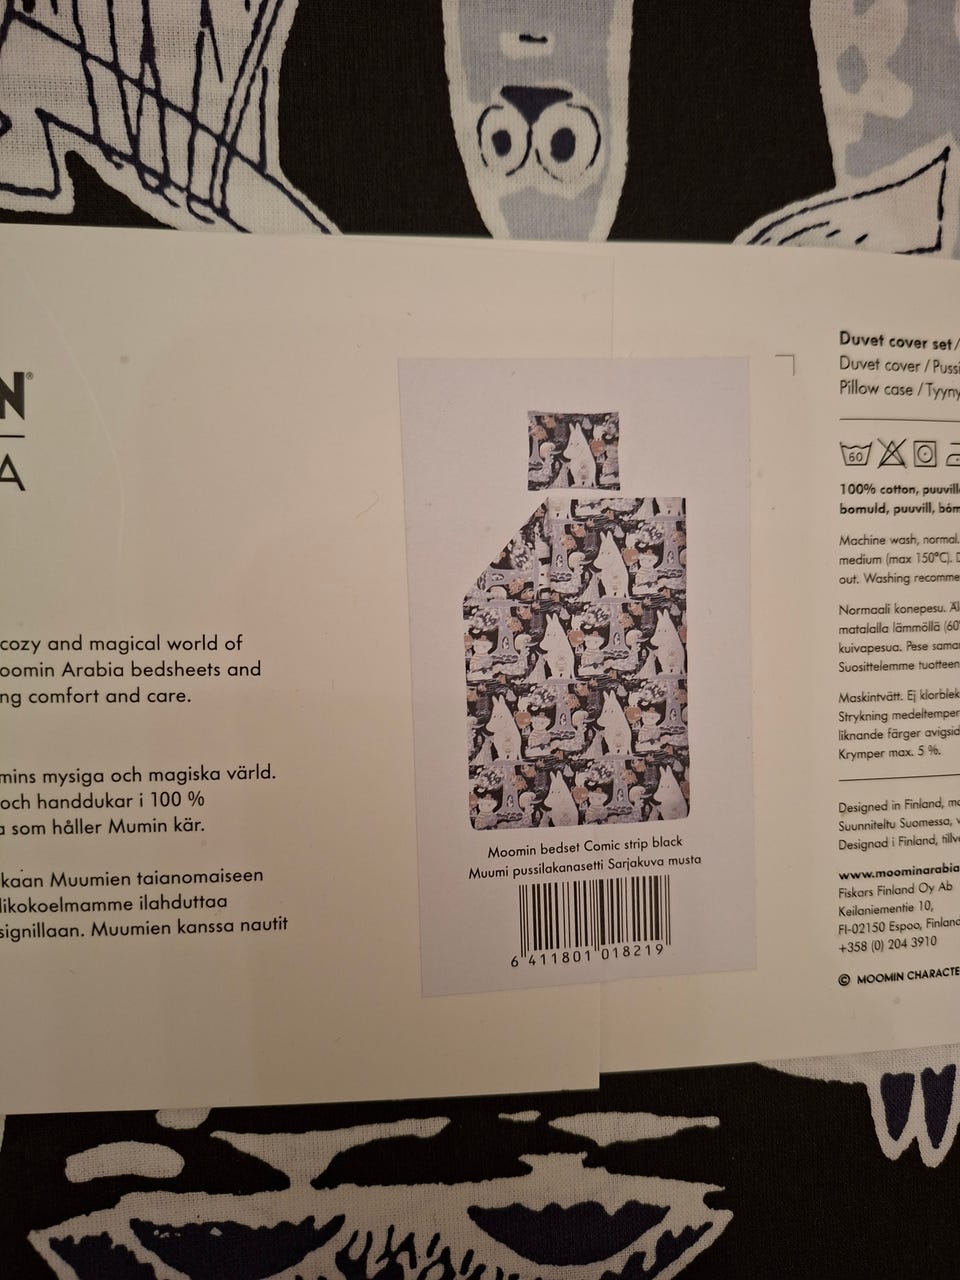 N®
A
cozy and magical world of
oomin Arabia bedsheets and
ng comfort and care.
mins mysiga och magiska värld.
och handdukar i 100 %
a som håller Mumin kär.
kaan Muumien taianomaiseen
likokoelmamme ilahduttaa
signillaan. Muumien kanssa nautit
Moomin bedset Comic strip black
Muumi pussilakanasetti Sarjakuva musta
6 411801 018219
Duvet cover set /
Duvet cover / Pussi
Pillow case / Tyyny
60
100% cotton, puuvill
bomuld, puuvill, bóm
Machine wash, normal.
medium (max 150°C). D
out. Washing recomme
Normaali konepesu. Äl
matalalla lämmöllä (60°
kuivapesua. Pese sama
Suosittelemme tuotteen
Maskintvätt. Ej klorblek
Strykning medeltemper
liknande färger avigsid
Krymper max. 5 %.
Designed in Finland, ma
Suunniteltu Suomessa, v
Designad i Finland, tillv
www.moominarabia
Fiskars Finland Oy Ab
Keilaniementie 10,
FI-02150 Espoo, Finland
+358 (0) 204 3910
© MOOMIN CHARACTE